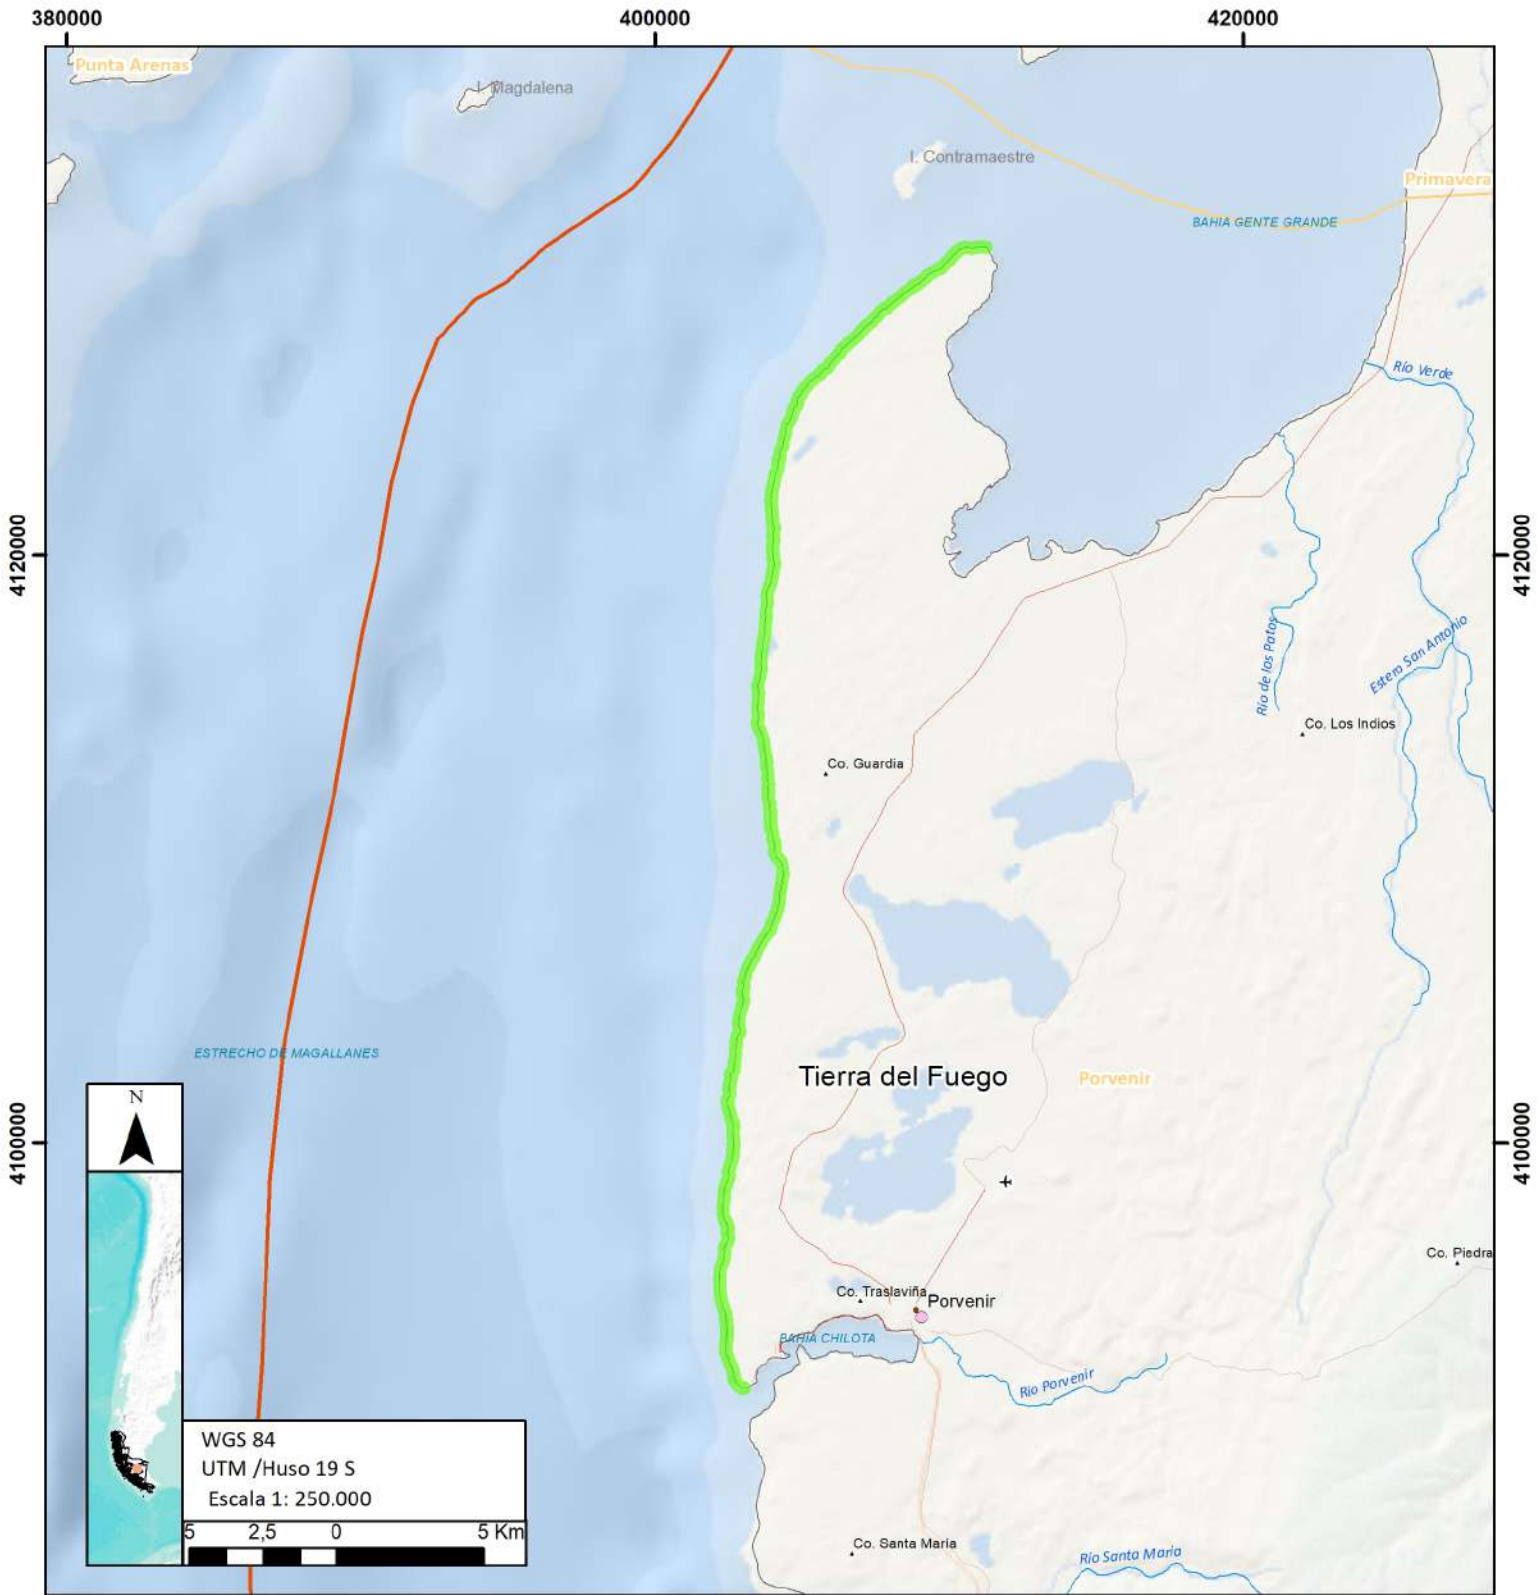 380000
400000
420000
Punta Arenas
I. Magdalena
I. Contramaestre
Primavera
BAHIA GENTE GRANDE
Río Verde
4120000
4120000
Estero San Antonio
Río de los Patos
Co. Los Indios
Co. Guardia
ESTRECHO DE MAGALLANES
Tierra del Fuego
Porvenir
N
4100000
4100000
Co. Piedra
Co. Traslaviña
Porvenir
BAHIA CHILOTA
Río Porvenir
WGS 84
UTM /Huso 19 S
Escala 1: 250.000
5 2,5 0 5 Km
Co. Santa María
Río Santa María